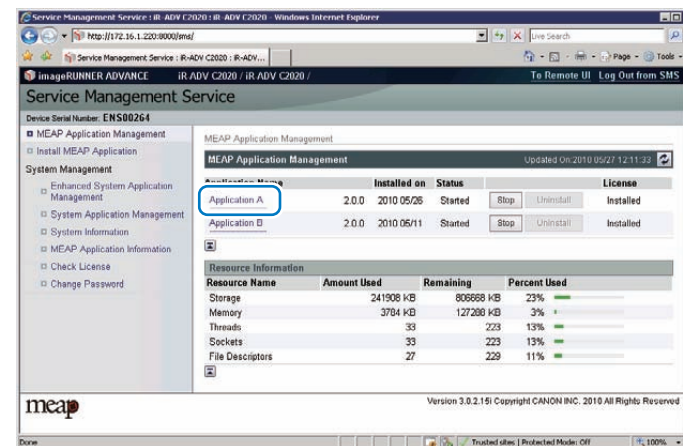 Service Management Service : iR-ADV C2020 : iR-ADV C2020 - Windows Internet Explorer
http://172.16.1.220:8000/sms/
Live Search
Service Management Service : iR-ADV C2020 : iR-ADV...
Page
Tools
imageRUNNER ADVANCE iR ADV C2020 / iR ADV C2020 /
To Remote UI Log Out from SMS
Service Management Service
Device Serial Number: ENS00264
MEAP Application Management
Install MEAP Application
System Management
Enhanced System Application
Management
System Application Management
System Information
MEAP Application Information
Check License
Change Password
MEAP Application Management
MEAP Application Management Updated On:2010 05/27 12:11:33
Application Name Installed on Status License
Application A 2.0.0 2010 05/26 Started Stop Uninstall Installed
Application B 2.0.0 2010 05/11 Started Stop Uninstall Installed
Resource Information
Resource Name Amount Used Remaining Percent Used
Storage 241908 KB 806668 KB 23%
Memory 3784 KB 127288 KB 3%
Threads 33 223 13%
Sockets 33 223 13%
File Descriptors 27 229 11%
meap
Version 3.0.2.15i Copyright CANON INC. 2010 All Rights Reserved
Done
Trusted sites | Protected Mode: Off
100%